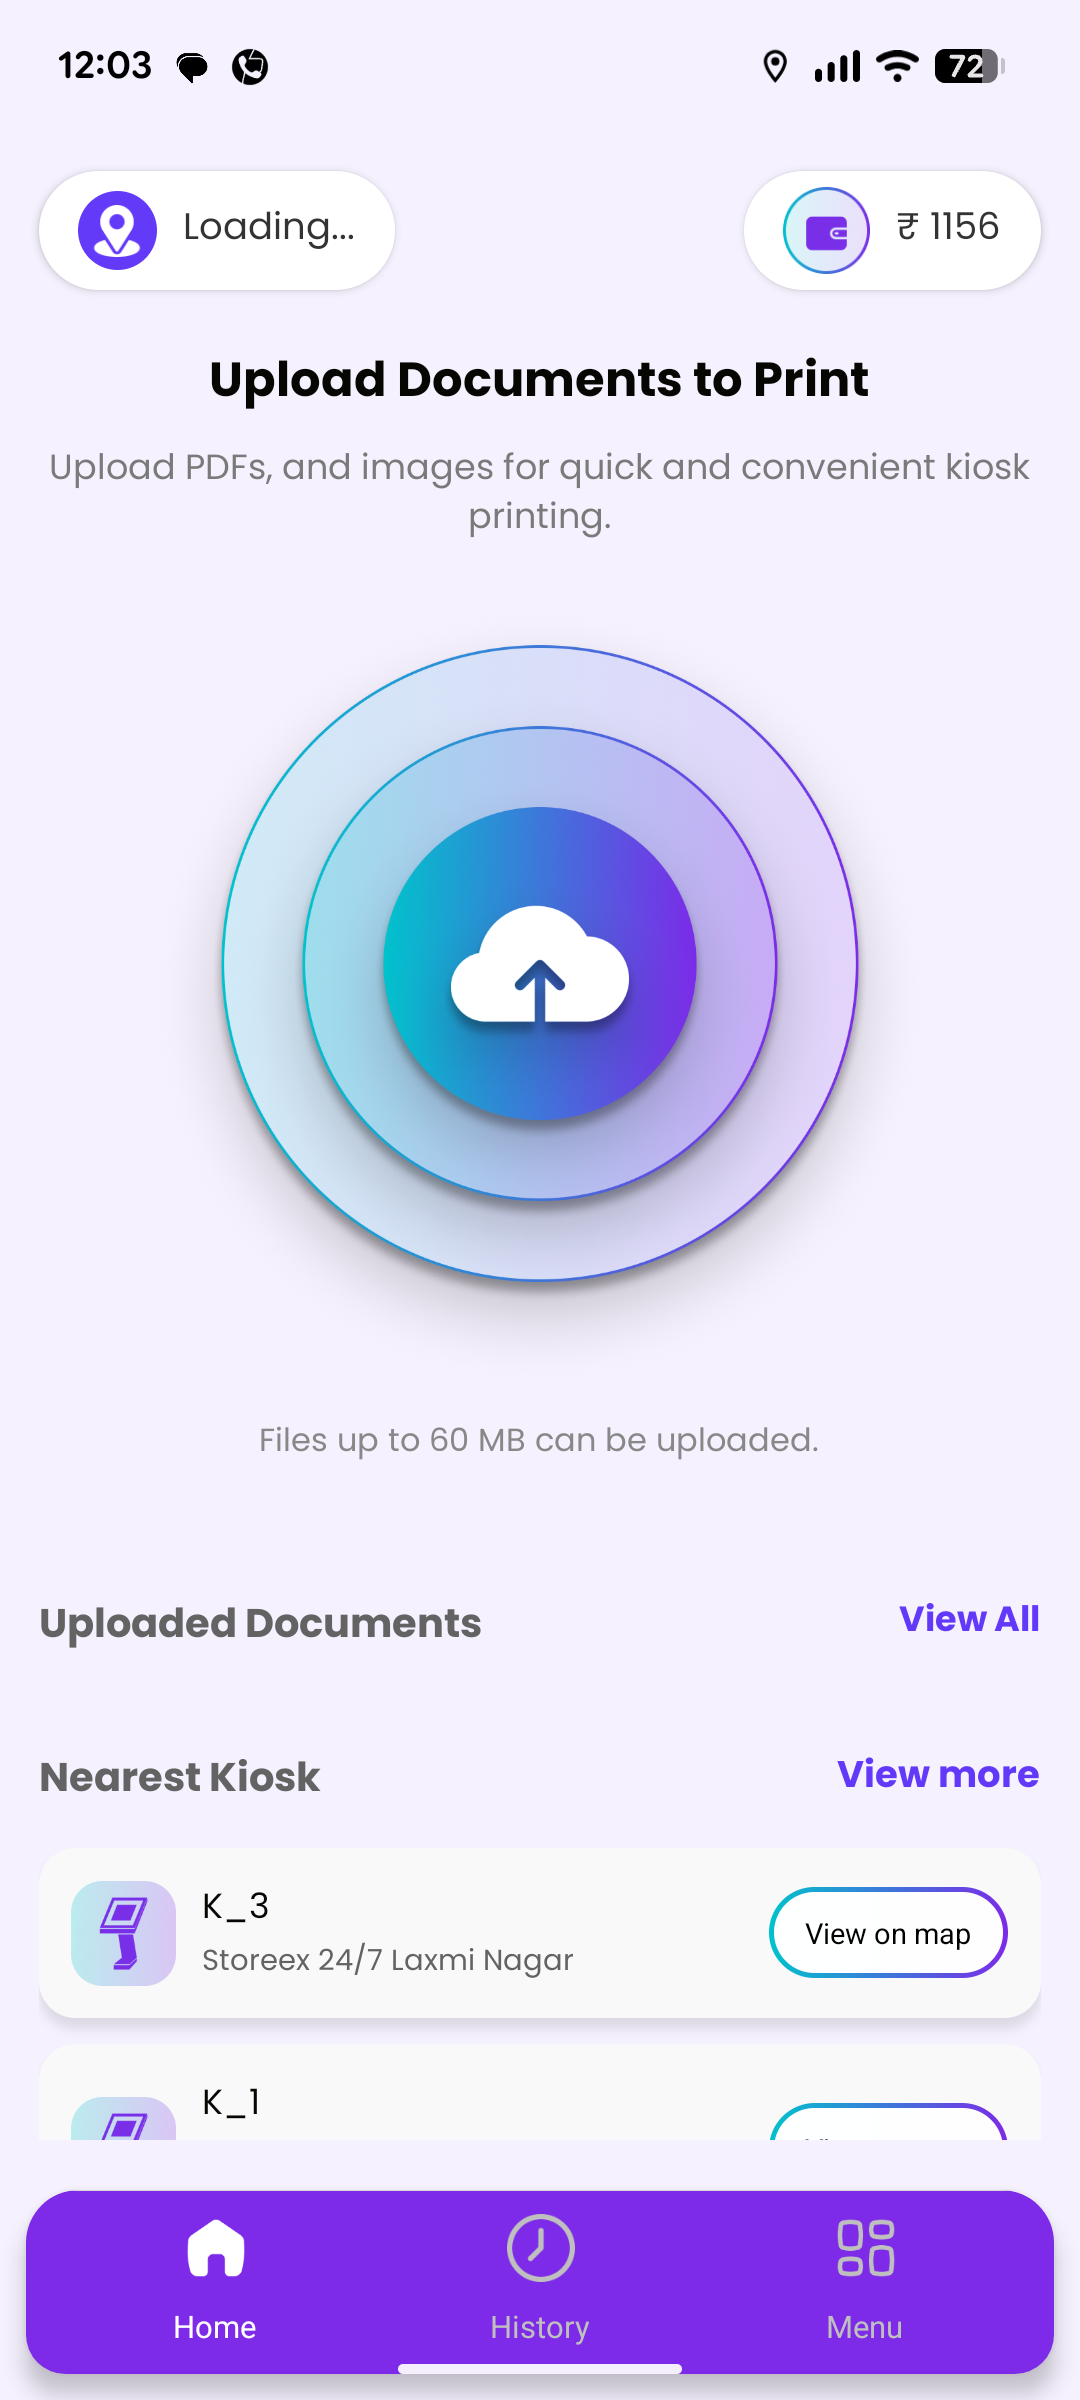 12:03
72
Loading...
₹ 1156
Upload Documents to Print
Upload PDFs, and images for quick and convenient kiosk
printing.
Files up to 60 MB can be uploaded.
Uploaded Documents
View All
Nearest Kiosk
View more
K_3
Storeex 24/7 Laxmi Nagar
View on map
K_1
Home
History
Menu